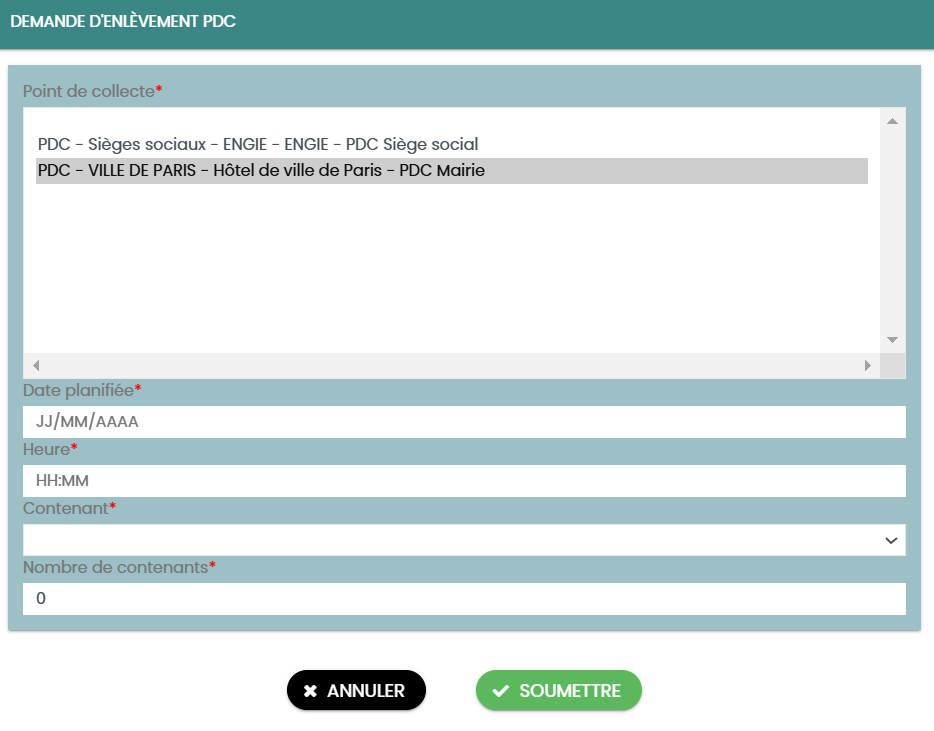 DEMANDE D'ENLÈVEMENT PDC
Point de collecte*
PDC - Sièges sociaux - ENGIE - ENGIE - PDC Siège social
PDC - VILLE DE PARIS - Hôtel de ville de Paris - PDC Mairie
Date planifiée*
JJ/MM/AAAA
Heure*
HH:MM
Contenant*
Nombre de contenants*
0
ANNULER
SOUMETTRE